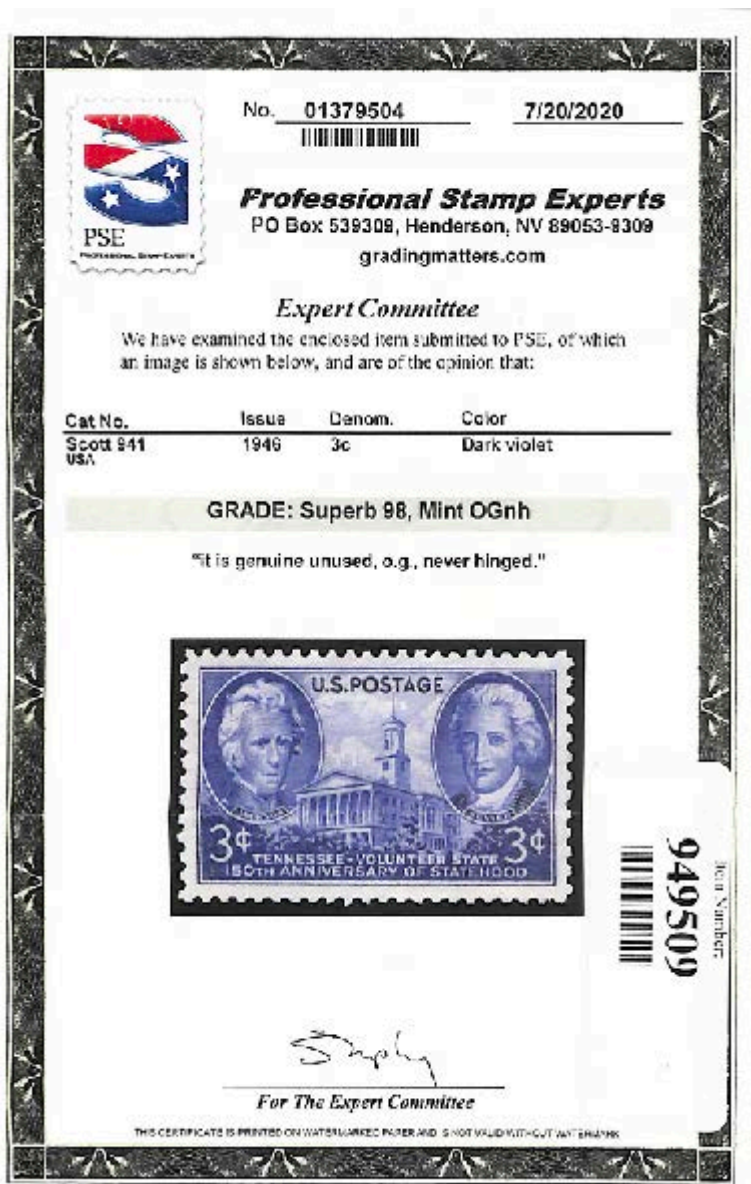 No. 01379504 7/20/2020
PSE
Professional Stamp Experts
PO Box 539309, Henderson, NV 89053-9309
gradingmatters.com
Expert Committee
We have examined the enclosed item submitted to PSE, of which
an image is shown below, and are of the opinion that:
Cat No. Issue Denom. Color
Scott 941 1946 3c Dark violet
USA
GRADE: Superb 98, Mint OGnh
"it is genuine unused, o.g., never hinged."
U.S.POSTAGE
3¢ 3¢
TENNESSEE-VOLUNTEER STATE
150TH ANNIVERSARY OF STATEHOOD
Item Number:
949509
For The Expert Committee
THIS CERTIFICATE IS PRINTED ON WATERMARKED PAPER AND IS NOT VALID WITHOUT WATERMARK